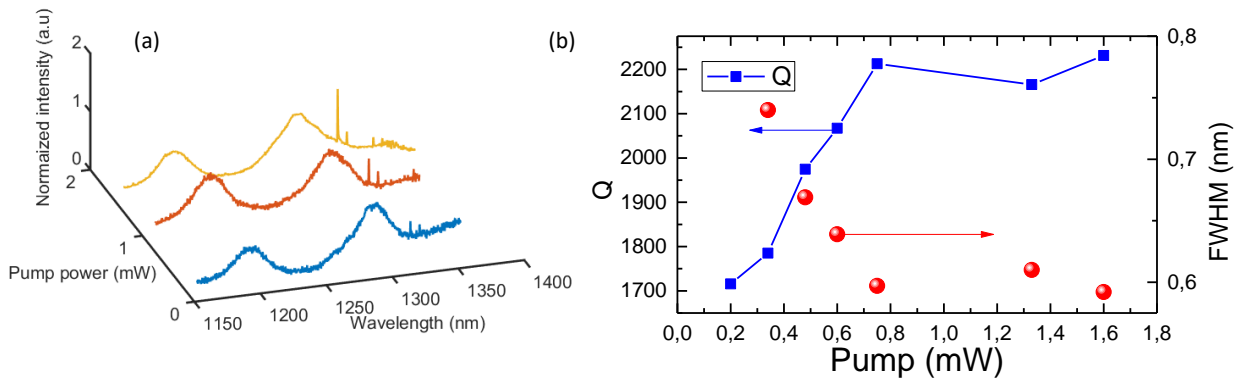 (a)
Normaized intensity (a.u)
2
1
0
2
1
0
Pump power (mW)
1150
1200
1250
1300
1350
1400
Wavelength (nm)
(b)
Q
2200
2100
2000
1900
1800
1700
Q
0,8
0,7
0,6
FWHM (nm)
0,0 0,2 0,4 0,6 0,8 1,0 1,2 1,4 1,6 1,8
Pump (mW)